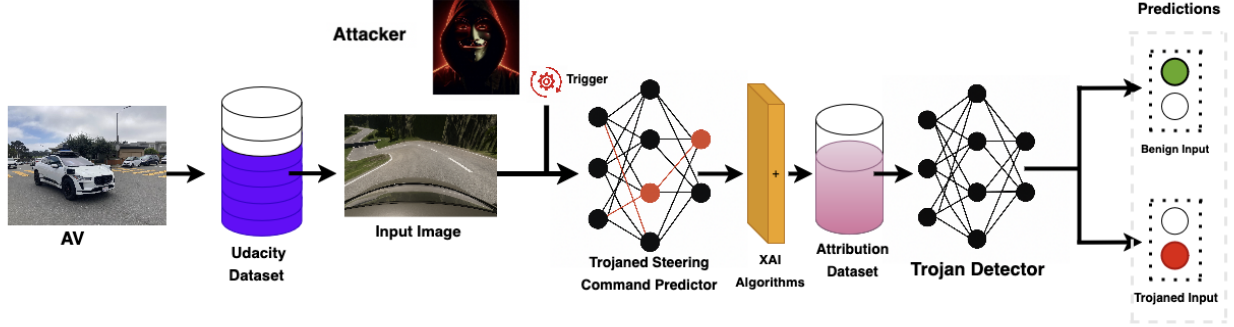 Predictions
Attacker
Trigger
Benign Input
AV
Udacity
Dataset
Input Image
Trojaned Steering
Command Predictor
+
XAI
Algorithms
Attribution
Dataset
Trojan Detector
Trojaned Input